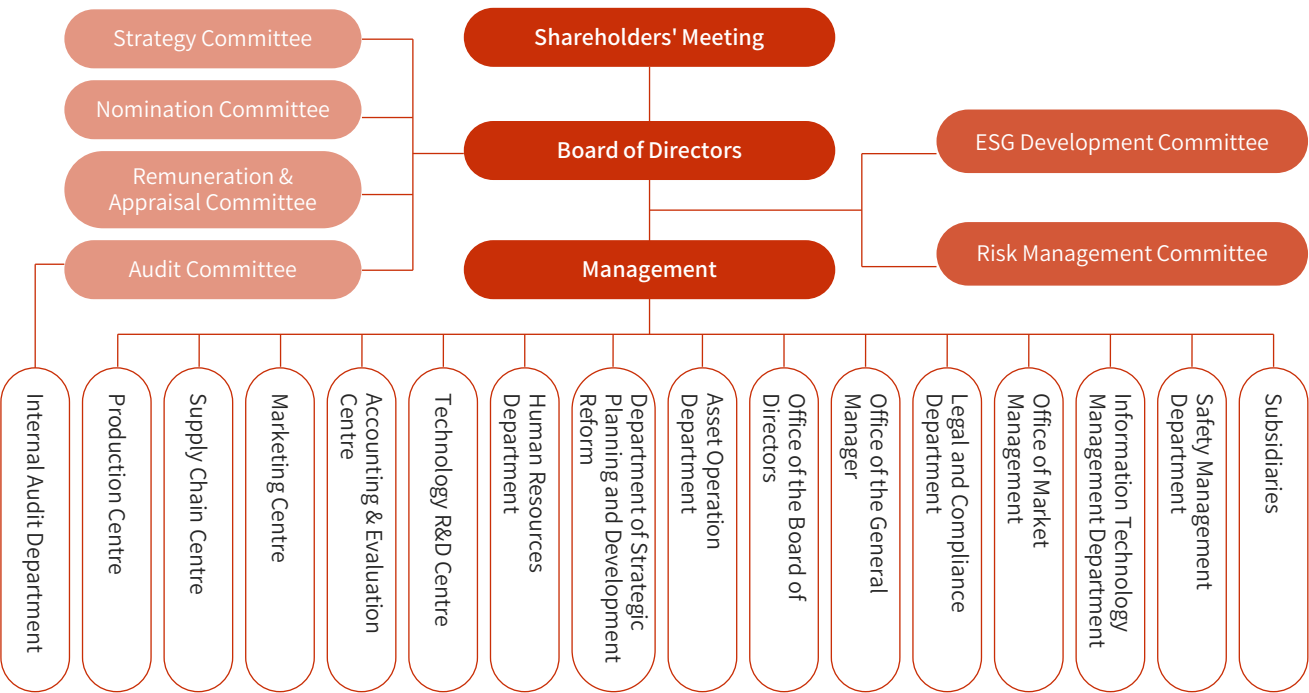 Strategy Committee
Nomination Committee
Remuneration &
Appraisal Committee
Audit Committee
Shareholders' Meeting
Board of Directors
Management
ESG Development Committee
Risk Management Committee
Internal Audit Department
Production Centre
Supply Chain Centre
Marketing Centre
Accounting & Evaluation
Centre
Technology R&D Centre
Human Resources
Department
Department of Strategic
Planning and Development
Reform
Asset Operation
Department
Office of the Board of
Directors
Office of the General
Manager
Legal and Compliance
Department
Office of Market
Management
Information Technology
Management Department
Safety Management
Department
Subsidiaries